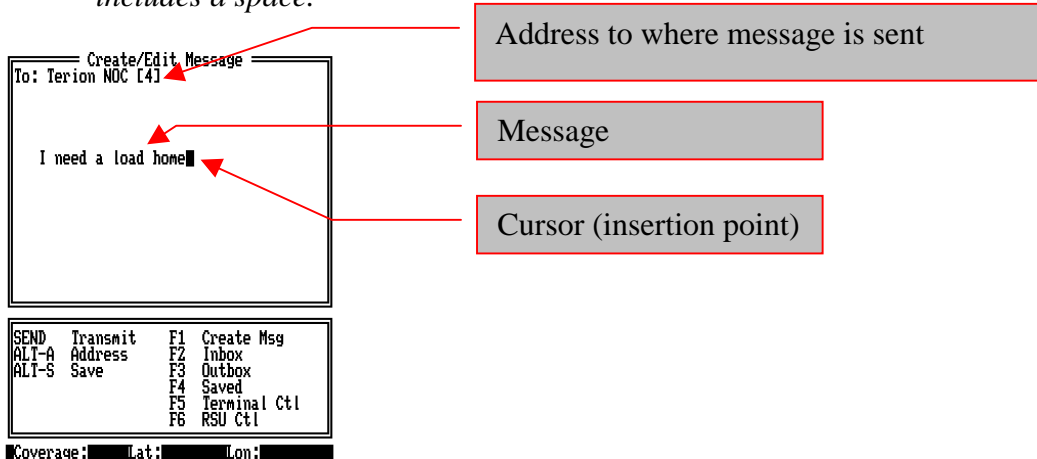 includes a space.
Address to where message is sent
Create/Edit Message
To: Terion NOC [4]
Message
I need a load home
Cursor (insertion point)
SEND Transmit F1 Create Msg
ALT-A Address F2 Inbox
ALT-S Save F3 Outbox
F4 Saved
F5 Terminal Ctl
F6 RSU Ctl
Coverage: Lat: Lon: